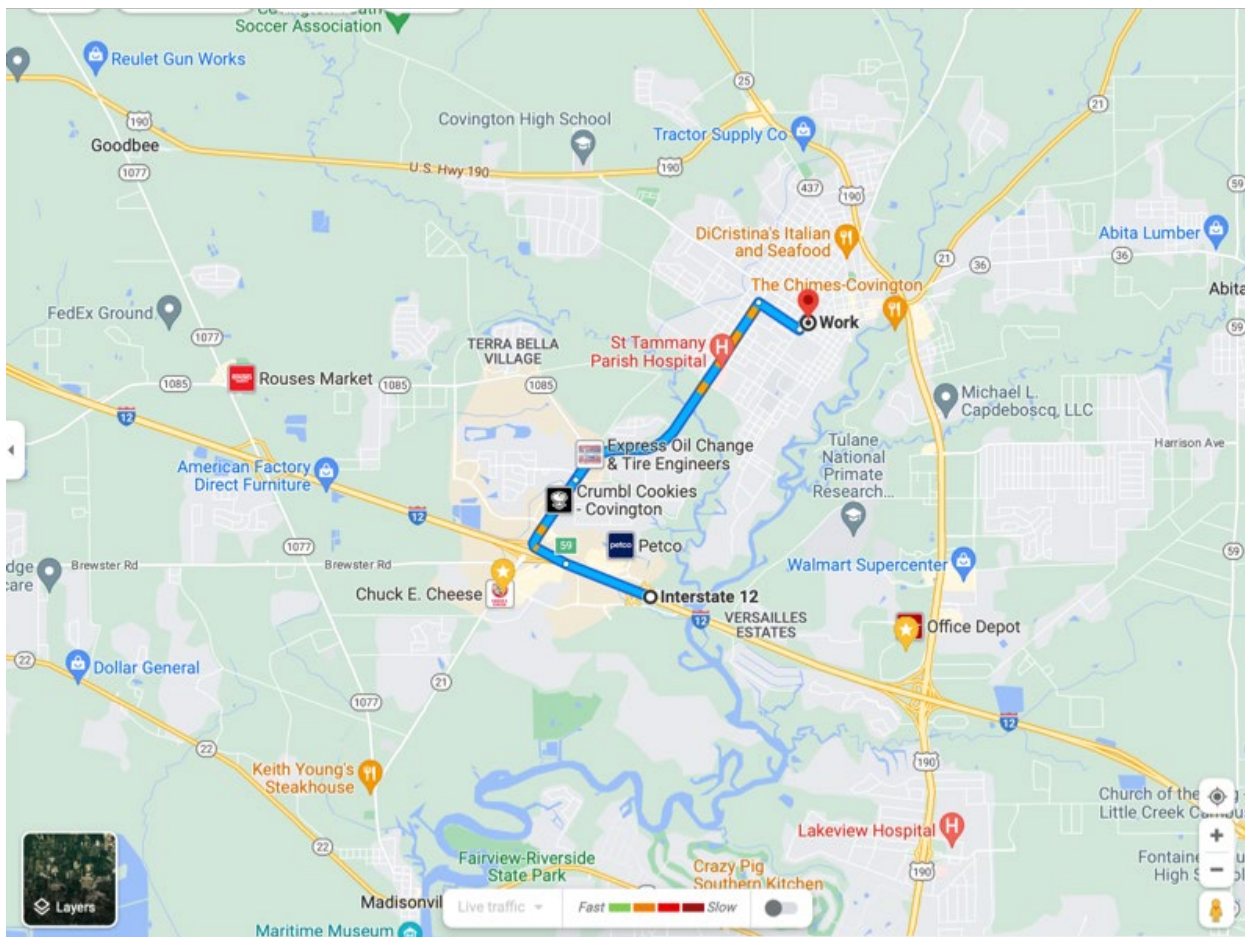 Soccer Association
Reulet Gun Works
190
Goodbee
1077
Covington High School
U.S. Hwy 190
190
25
Tractor Supply Co
437
190
21
59
DiCristina's Italian
and Seafood
Abita Lumber
21
36
36
The Chimes-Covington
Abita
FedEx Ground
Work
St Tammany
Parish Hospital
H
TERRA BELLA
VILLAGE
ROUSES
Rouses Market
1085
1085
1085
12
Michael L.
Capdeboscq, LLC
Express Oil Change
& Tire Engineers
Tulane
National
Primate
Research...
Harrison Ave
American Factory
Direct Furniture
Crumbl Cookies
- Covington
12
1077
59
petco
Petco
59
Brewster Rd
Brewster Rd
Walmart Supercenter
Chuck E. Cheese
Interstate 12
12
VERSAILLES
ESTATES
Office Depot
22
Dollar General
21
1077
12
22
190
Keith Young's
Steakhouse
Church of the
Little Creek
Lakeview Hospital
H
22
Fairview-Riverside
State Park
Crazy Pig
Southern Kitchen
190
Fontaine
High
Layers
Madisonvil
Live traffic
Fast
Slow
Maritime Museum